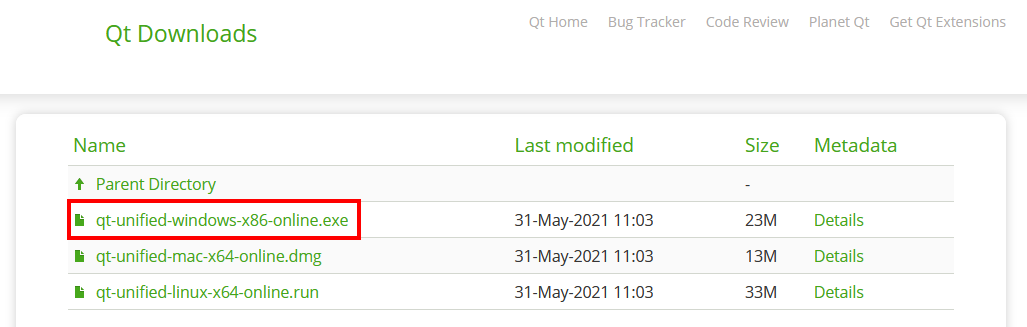 Qt Downloads
Qt Home Bug Tracker Code Review Planet Qt Get Qt Extensions
Name Last modified Size Metadata
Parent Directory -
qt-unified-windows-x86-online.exe 31-May-2021 11:03 23M Details
qt-unified-mac-x64-online.dmg 31-May-2021 11:03 13M Details
qt-unified-linux-x64-online.run 31-May-2021 11:03 33M Details